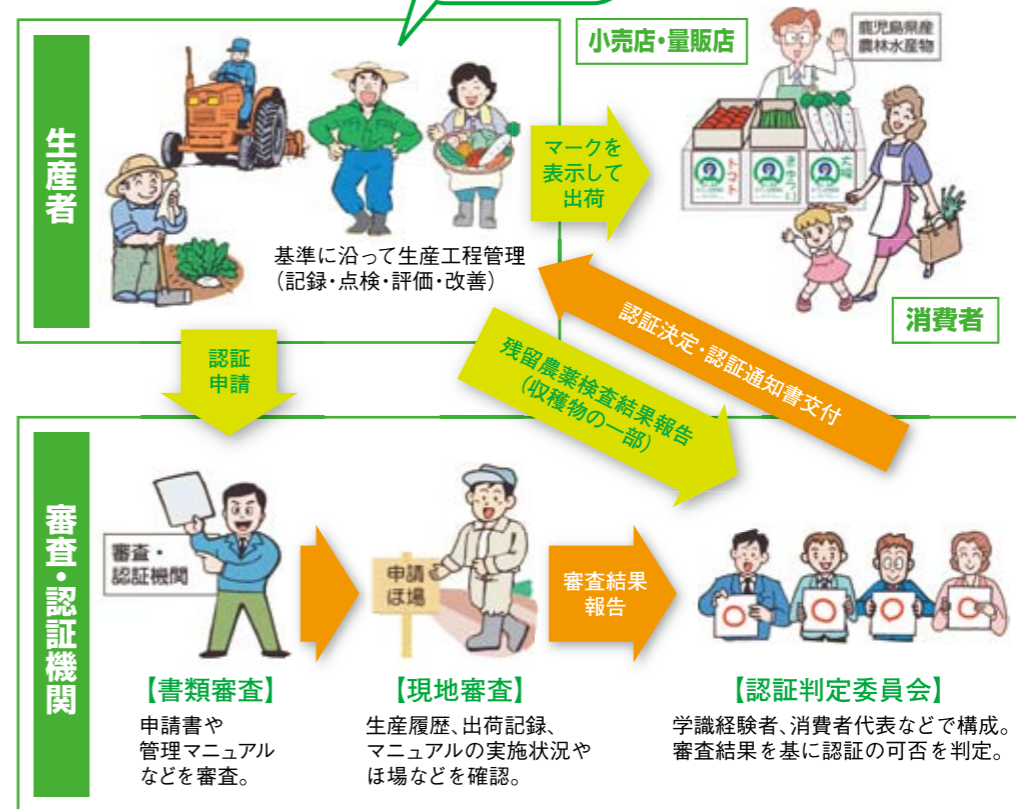 生産者
基準に沿って生産工程管理
（記録・点検・評価・改善）
マークを
表示して
出荷
小売店・量販店
鹿児島県産
農林水産物
トマト
きゅうり
大根
消費者
認証
申請
残留農薬検査結果報告
（収穫物の一部）
認証決定・認証通知書交付
審査・認証機関
審査・
認証機関
申請
ほ場
審査結果
報告
【書類審査】
申請書や
管理マニュアル
などを審査。
【現地審査】
生産履歴、出荷記録、
マニュアルの実施状況や
ほ場などを確認。
【認証判定委員会】
学識経験者、消費者代表などで構成。
審査結果を基に認証の可否を判定。